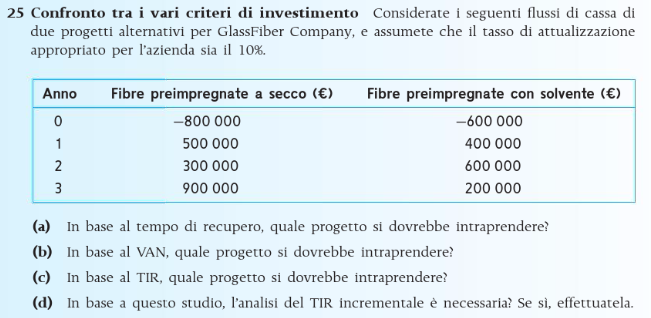 25 Confronto tra i vari criteri di investimento Considerate i seguenti flussi di cassa di
due progetti alternativi per GlassFiber Company, e assumete che il tasso di attualizzazione
appropriato per l'azienda sia il 10%.
Anno Fibre preimpregnate a secco (€) Fibre preimpregnate con solvente (€)
0 −800 000 −600 000
1 500 000 400 000
2 300 000 600 000
3 900 000 200 000
(a) In base al tempo di recupero, quale progetto si dovrebbe intraprendere?
(b) In base al VAN, quale progetto si dovrebbe intraprendere?
(c) In base al TIR, quale progetto si dovrebbe intraprendere?
(d) In base a questo studio, l'analisi del TIR incrementale è necessaria? Se sì, effettuatela.